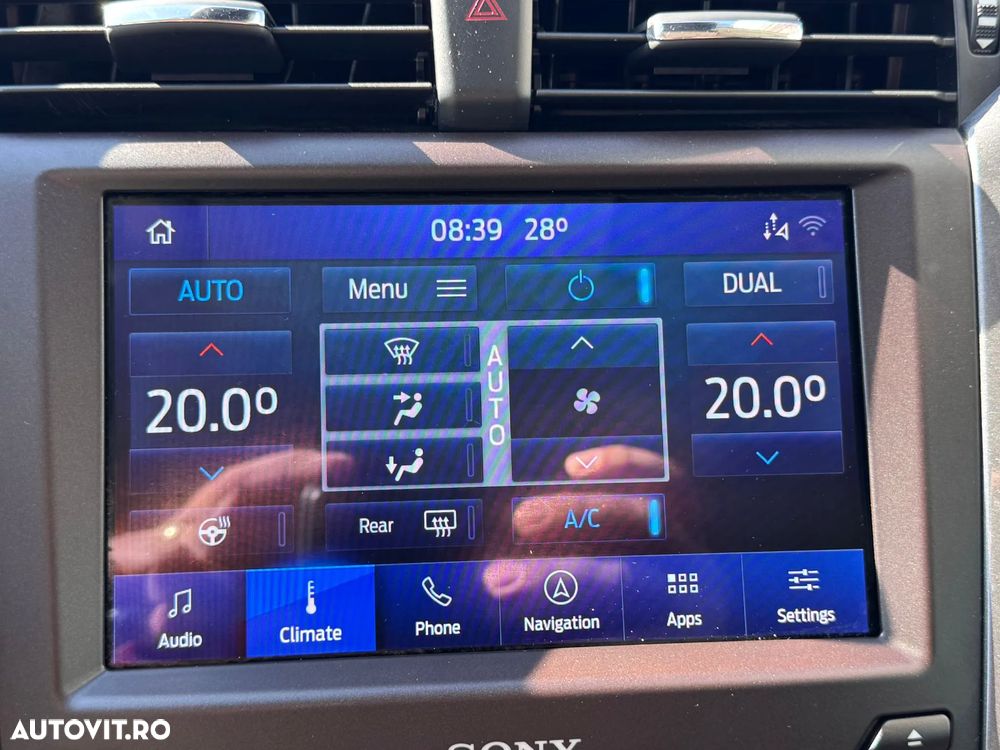 08:39 28º
AUTO
Menu
DUAL
20.0º
AUTO
20.0º
Rear
A/C
Audio
Climate
Phone
Navigation
Apps
Settings
SONY
AUTOVIT.RO